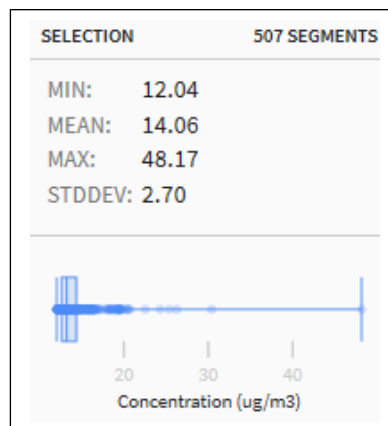 SELECTION 507 SEGMENTS
MIN: 12.04
MEAN: 14.06
MAX: 48.17
STDDEV: 2.70
20 30 40
Concentration (ug/m3)